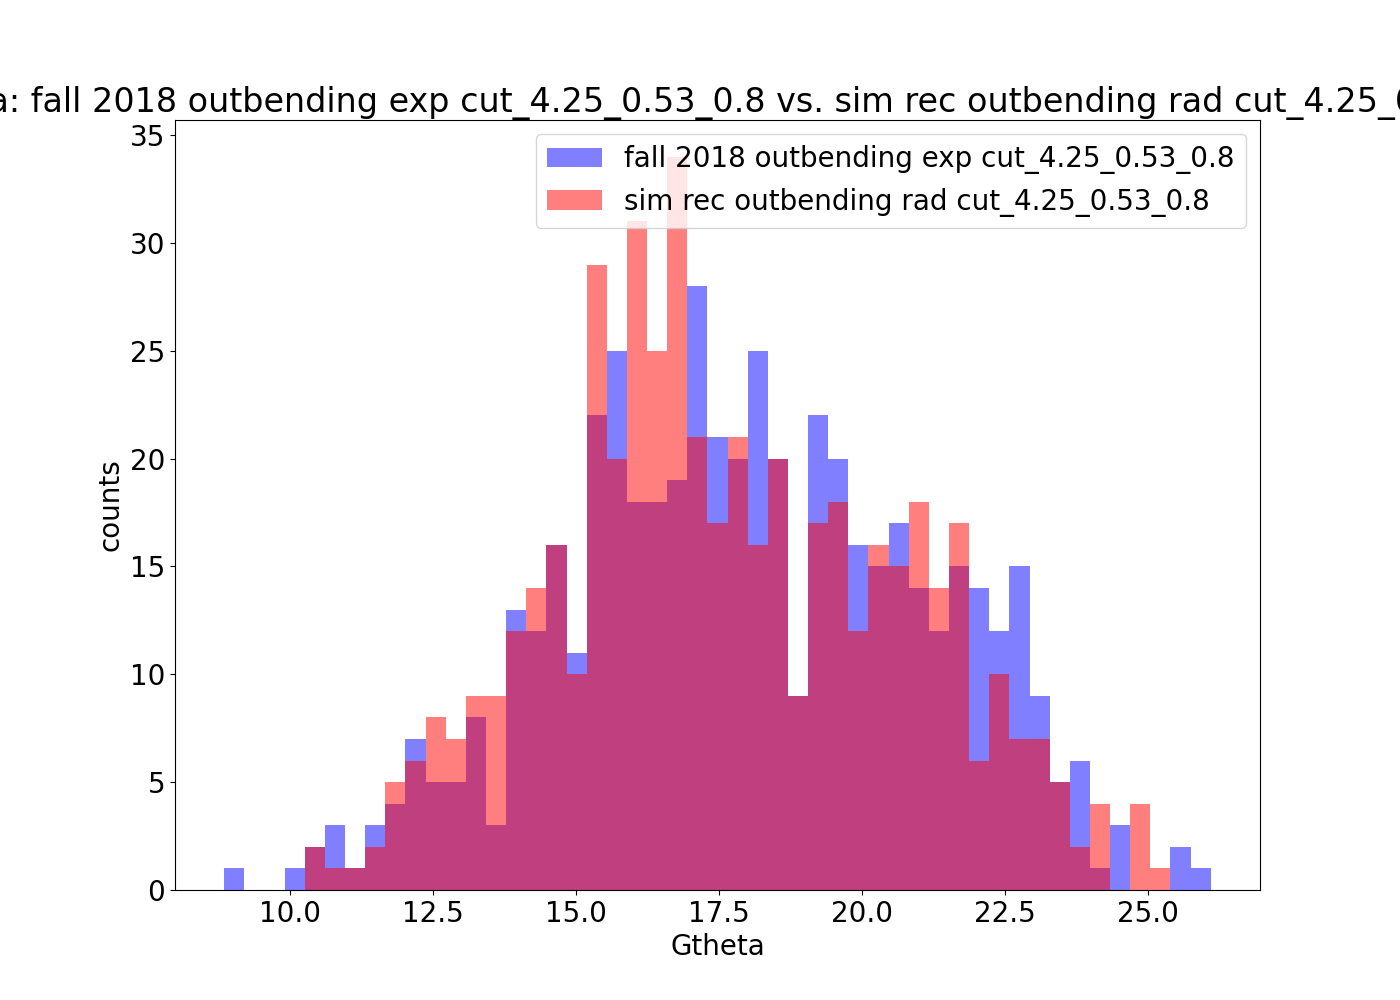 a: fall 2018 outbending exp cut_4.25_0.53_0.8 vs. sim rec outbending rad cut_4.25_
35
fall 2018 outbending exp cut_4.25_0.53_0.8
sim rec outbending rad cut_4.25_0.53_0.8
30
25
20
15
10
5
0
counts
10.0 12.5 15.0 17.5 20.0 22.5 25.0
Gtheta